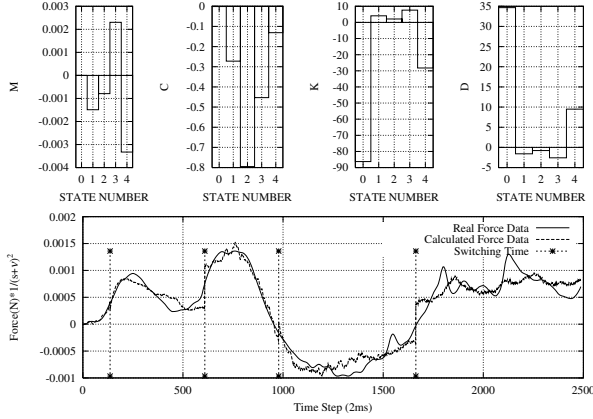 0.003
0.002
0.001
0
-0.001
-0.002
-0.003
-0.004
M
0 1 2 3 4
STATE NUMBER
0
-0.1
-0.2
-0.3
-0.4
-0.5
-0.6
-0.7
-0.8
C
0 1 2 3 4
STATE NUMBER
10
0
-10
-20
-30
-40
-50
-60
-70
-80
-90
K
0 1 2 3 4
STATE NUMBER
35
30
25
20
15
10
5
0
-5
D
0 1 2 3 4
STATE NUMBER
0.002
0.0015
0.001
0.0005
0
-0.0005
-0.001
Force(N)*1/(s+ν)²
Real Force Data
Calculated Force Data
Switching Time
0 500 1000 1500 2000 2500
Time Step (2ms)